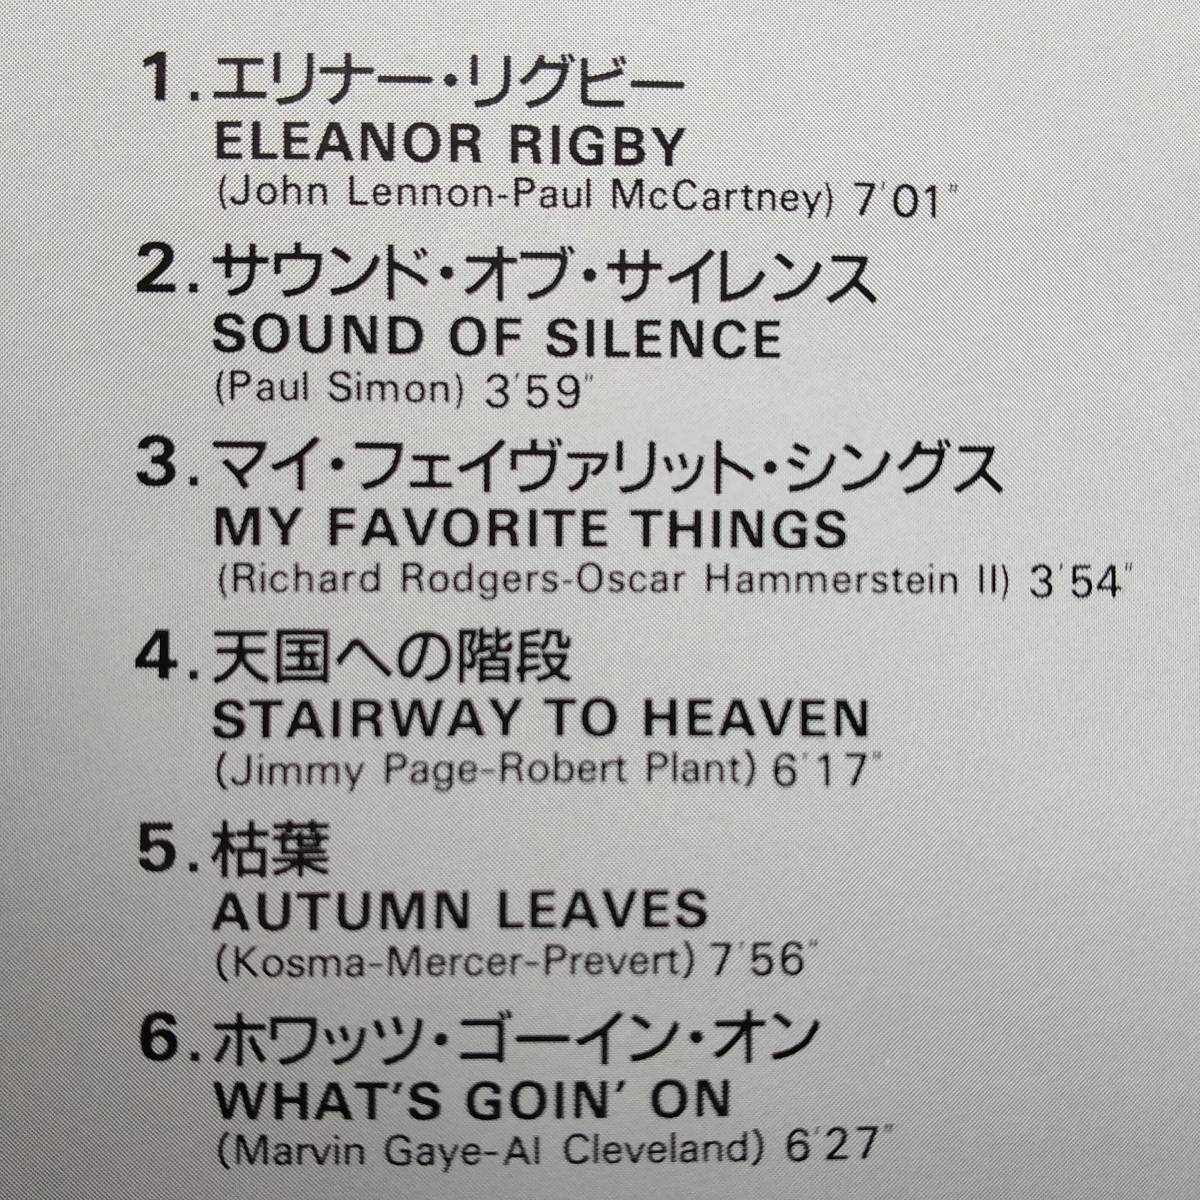 1.エリナー・リグビー
ELEANOR RIGBY
(John Lennon-Paul McCartney) 7'01"
2.サウンド・オブ・サイレンス
SOUND OF SILENCE
(Paul Simon) 3'59"
3.マイ・フェイヴァリット・シングス
MY FAVORITE THINGS
(Richard Rodgers-Oscar Hammerstein II) 3'54"
4.天国への階段
STAIRWAY TO HEAVEN
(Jimmy Page-Robert Plant) 6'17"
5.枯葉
AUTUMN LEAVES
(Kosma-Mercer-Prevert) 7'56"
6.ホワッツ・ゴーイン・オン
WHAT'S GOIN' ON
(Marvin Gaye-Al Cleveland) 6'27"